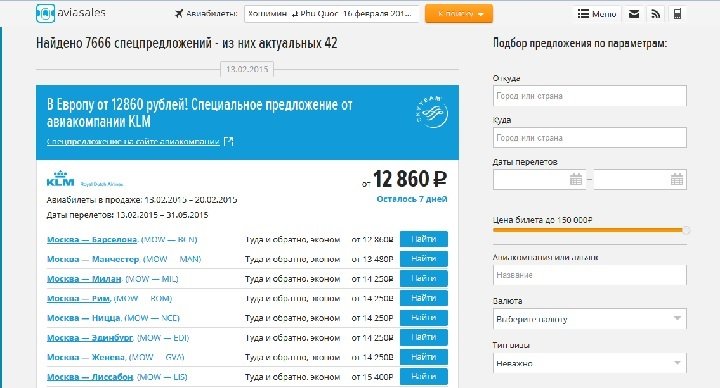 aviasales
Авиабилеты: Хошимин ⇄ Phu Quoc 16 февраля 201...
К поиску
Меню
Найдено 7666 спецпредложений - из них актуальных 42
13.02.2015
В Европу от 12860 рублей! Специальное предложение от
авиакомпании KLM
Спецпредложение на сайте авиакомпании
SKYTEAM
KLM
Royal Dutch Airlines
от 12 860 ₽
Авиабилеты в продаже: 13.02.2015 – 20.02.2015
Осталось 7 дней
Даты перелетов: 13.02.2015 – 31.05.2015
Москва — Барселона, (MOW — BCN) Туда и обратно, эконом от 12 860₽ Найти
Москва — Манчестер, (MOW — MAN) Туда и обратно, эконом от 13 480₽ Найти
Москва — Милан, (MOW — MIL) Туда и обратно, эконом от 14 250₽ Найти
Москва — Рим, (MOW — ROM) Туда и обратно, эконом от 14 250₽ Найти
Москва — Ницца, (MOW — NCE) Туда и обратно, эконом от 14 250₽ Найти
Москва — Эдинбург, (MOW — EDI) Туда и обратно, эконом от 14 250₽ Найти
Москва — Женева, (MOW — GVA) Туда и обратно, эконом от 14 250₽ Найти
Москва — Лиссабон, (MOW — LIS) Туда и обратно, эконом от 15 400₽ Найти
Подбор предложения по параметрам:
Откуда
Город или страна
Куда
Город или страна
Даты перелетов
–
Цена билета до 150 000₽
Авиакомпания или альянс
Название
Валюта
Выберите валюту
Тип визы
Неважно